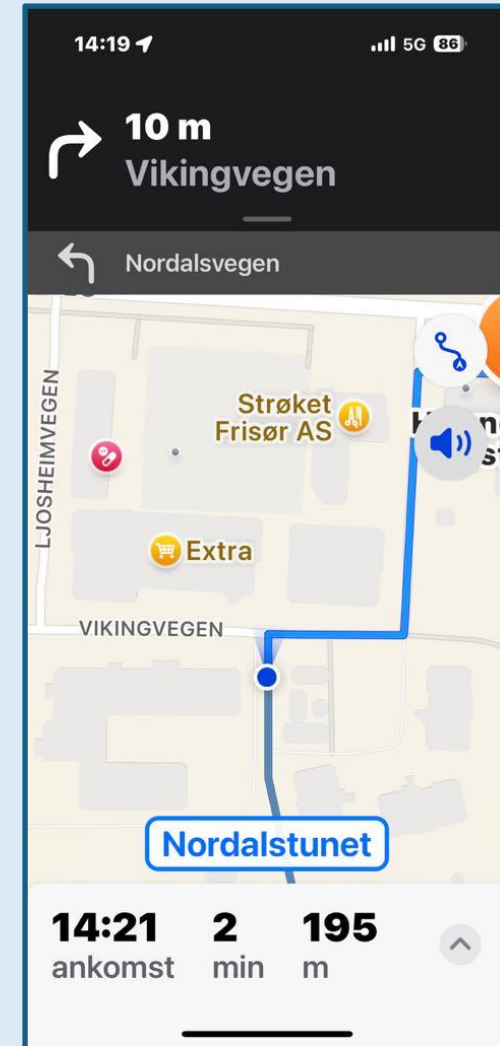 14:19
5G 86
10 m
Vikingvegen
Nordalsvegen
LJOSHEIMVEGEN
Strøket
Frisør AS
Extra
VIKINGVEGEN
Nordalstunet
14:21 2 195
ankomst min m